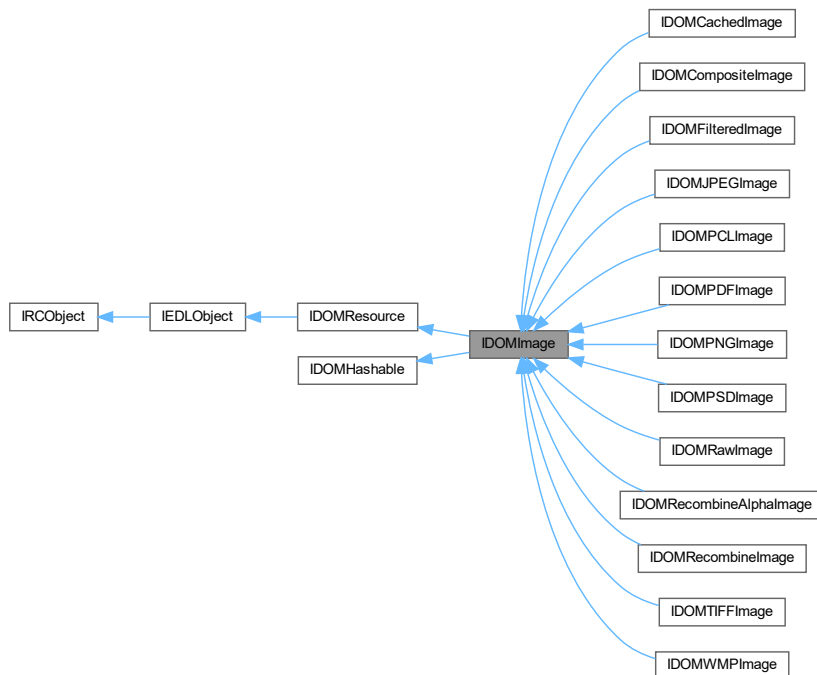 IDOMCachedImage
IDOMCompositeImage
IDOMFilteredImage
IDOMJPEGImage
IDOMPCLImage
IDOMPDFImage
IRCObject
IEDLObject
IDOMResource
IDOMImage
IDOMPNGImage
IDOMHashable
IDOMPSDImage
IDOMRawImage
IDOMRecombineAlphaImage
IDOMRecombineImage
IDOMTIFFImage
IDOMWMPImage